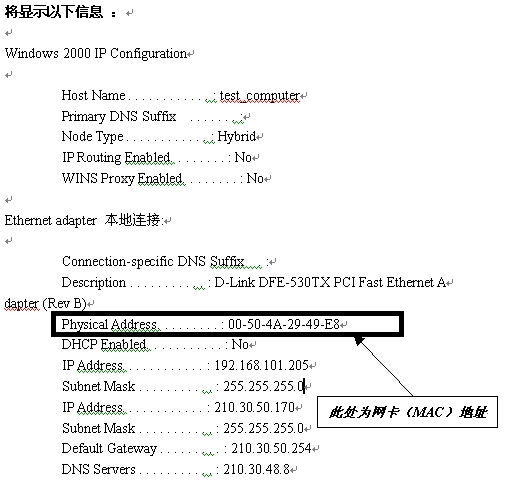 将显示以下信息 ：
Windows 2000 IP Configuration
Host Name . . . . . . . . . . . . : test_computer
Primary DNS Suffix . . . . . . . :
Node Type . . . . . . . . . . . . : Hybrid
IP Routing Enabled. . . . . . . . : No
WINS Proxy Enabled. . . . . . . . : No
Ethernet adapter 本地连接:
Connection-specific DNS Suffix . :
Description . . . . . . . . . . . : D-Link DFE-530TX PCI Fast Ethernet A
dapter (Rev B)
Physical Address. . . . . . . . . : 00-50-4A-29-49-E8
DHCP Enabled. . . . . . . . . . . : No
IP Address. . . . . . . . . . . . : 192.168.101.205
Subnet Mask . . . . . . . . . . . : 255.255.255.0
IP Address. . . . . . . . . . . . : 210.30.50.170
Subnet Mask . . . . . . . . . . . : 255.255.255.0
Default Gateway . . . . . . . . . : 210.30.50.254
DNS Servers . . . . . . . . . . . : 210.30.48.8
此处为网卡（MAC）地址